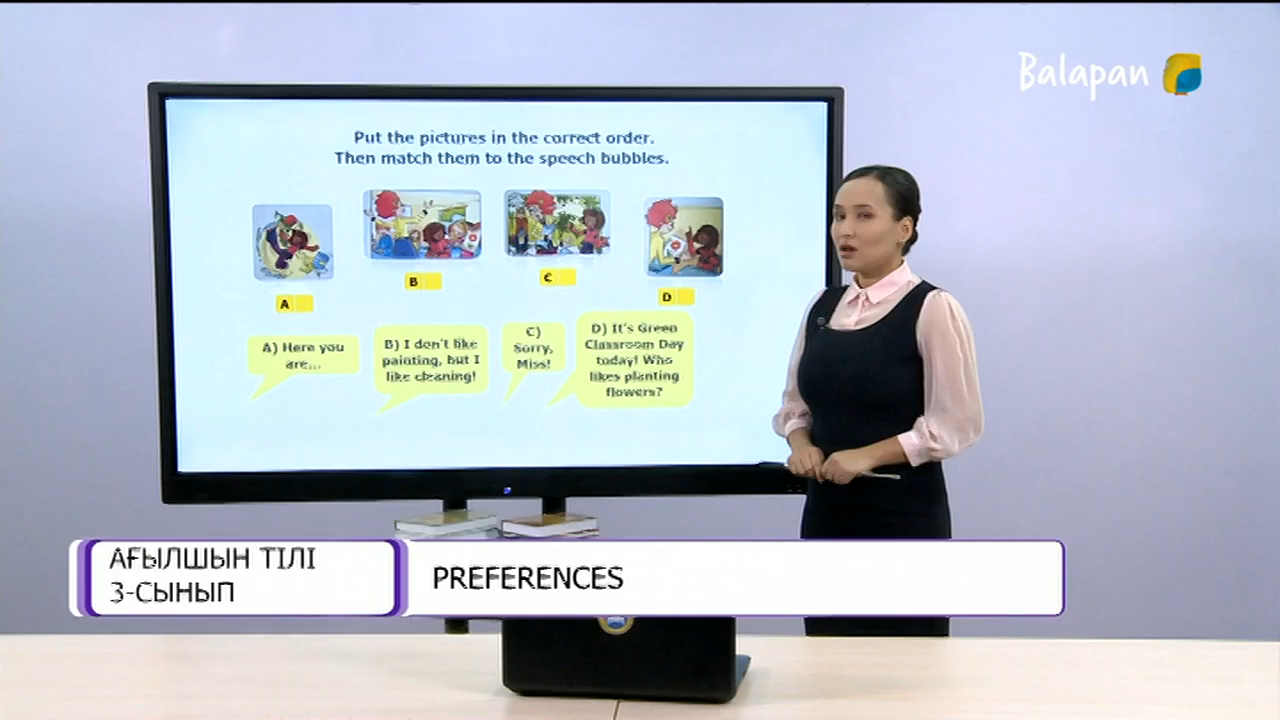 Balapan
Put the pictures in the correct order.
Then match them to the speech bubbles.
A
B
C
D
A) Here you
are...
B) I don't like
painting, but I
like cleaning!
C)
Sorry,
Miss!
D) It's Green
Classroom Day
today! Who
likes planting
flowers?
АҒЫЛШЫН ТІЛІ
3-СЫНЫП
PREFERENCES